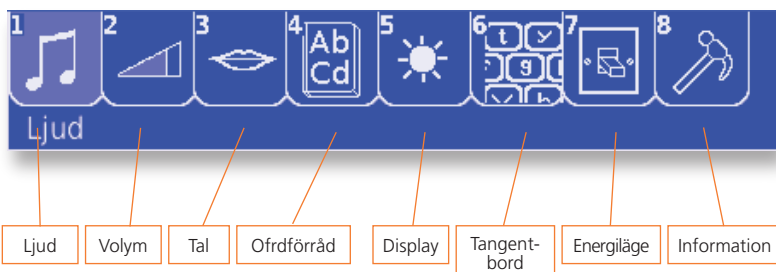 1 2 3 4 5 6 7 8
Ab
Cd
t y
g
h
Ljud
Ljud Volym Tal Ofrdförråd Display Tangent-
bord Energiläge Information